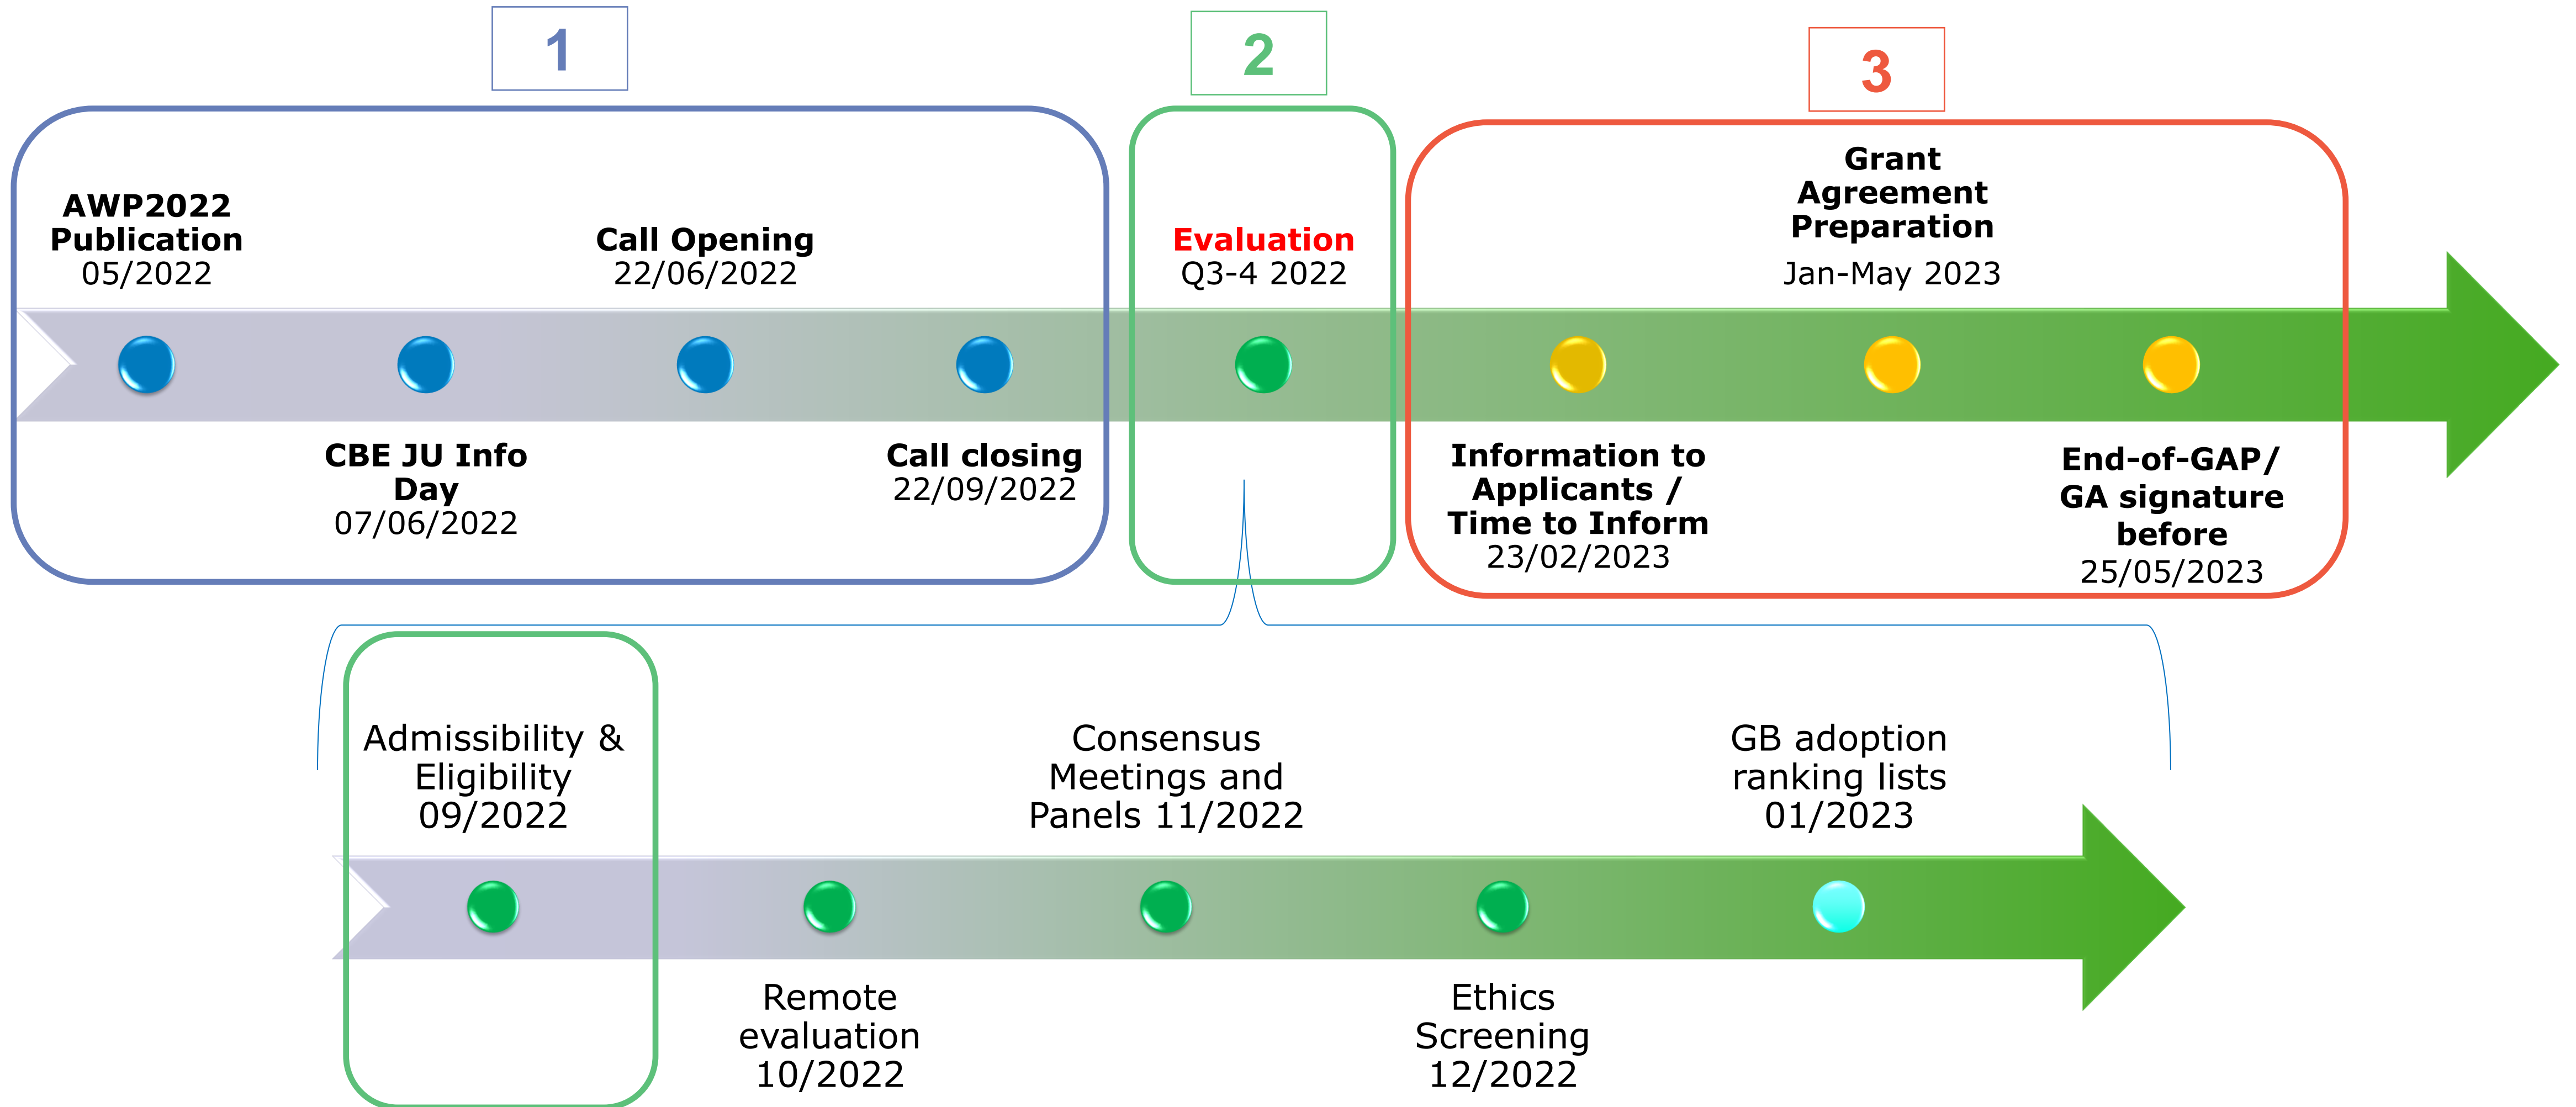 1
2
3
AWP2022
Publication
05/2022
CBE JU Info
Day
07/06/2022
Call Opening
22/06/2022
Call closing
22/09/2022
Evaluation
Q3-4 2022
Information to
Applicants /
Time to Inform
23/02/2023
Grant
Agreement
Preparation
Jan-May 2023
End-of-GAP/
GA signature
before
25/05/2023
Admissibility &
Eligibility
09/2022
Remote
evaluation
10/2022
Consensus
Meetings and
Panels 11/2022
Ethics
Screening
12/2022
GB adoption
ranking lists
01/2023